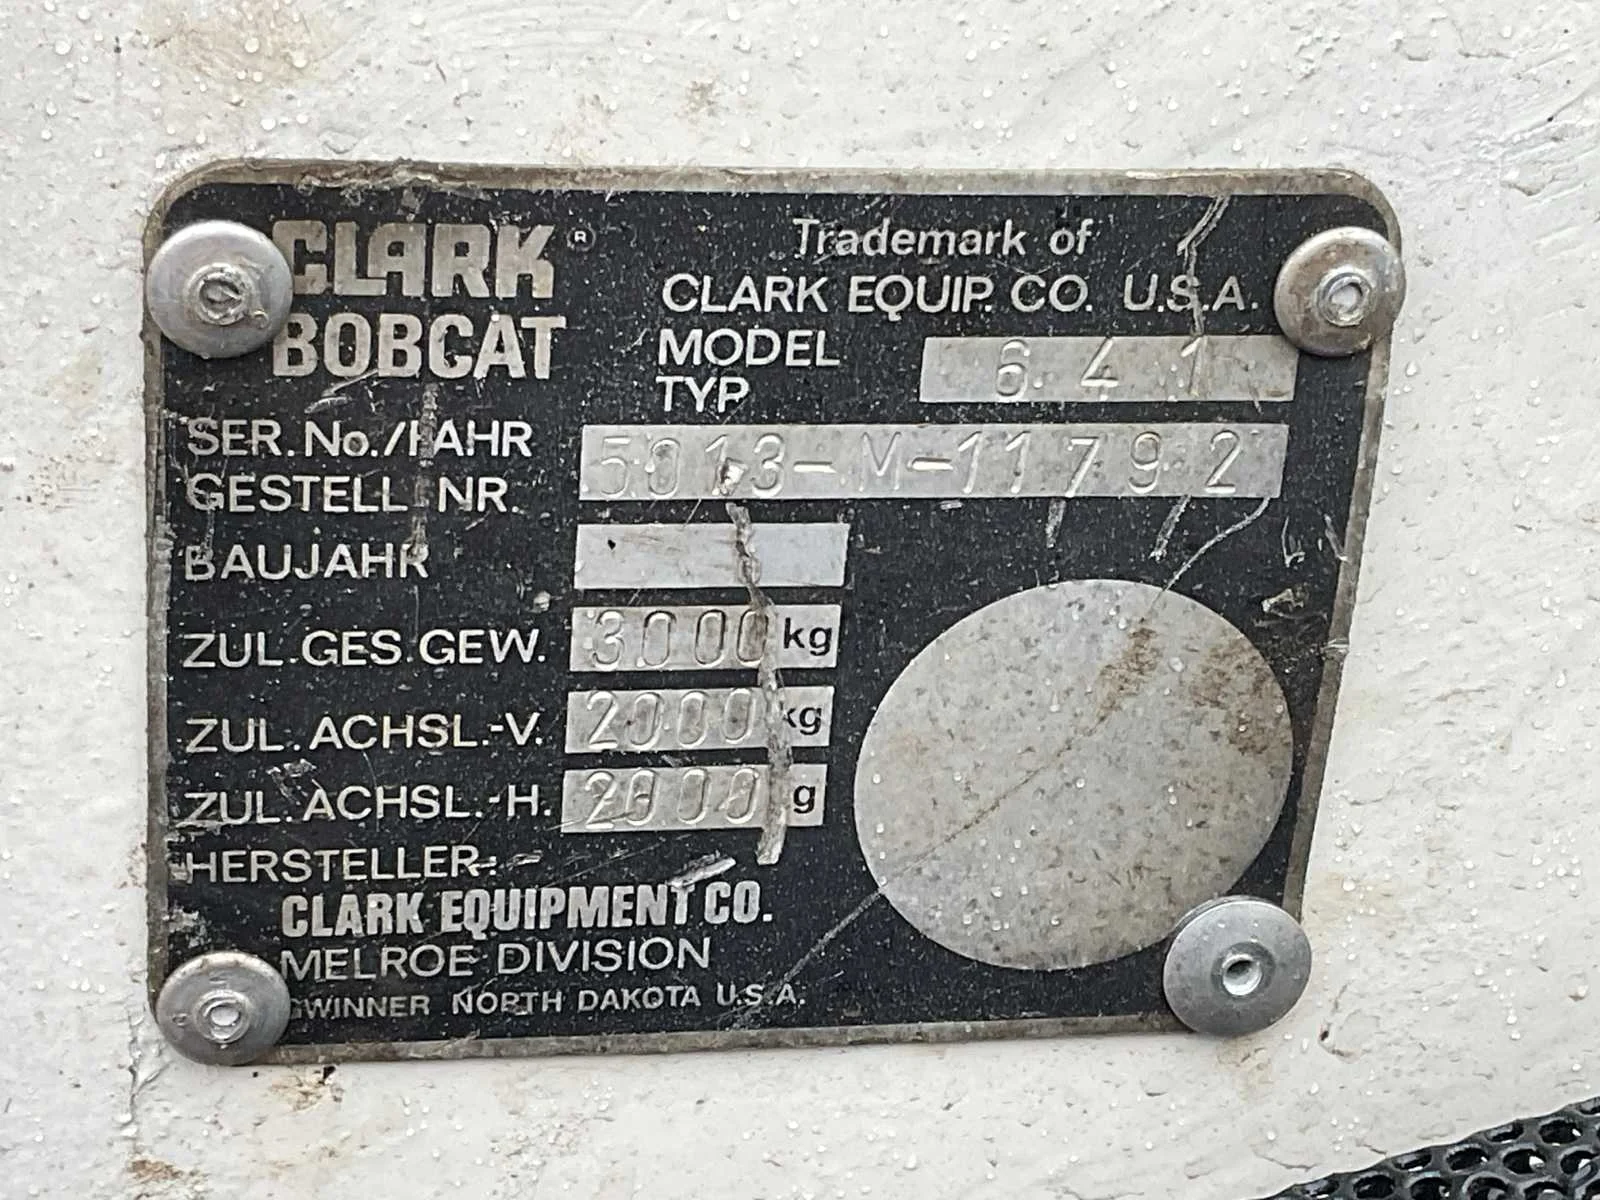 CLARK ®
BOBCAT
Trademark of
CLARK EQUIP. CO. U.S.A.
MODEL
TYP
6 4 1
SER. No./FAHR
GESTELL NR.
5013-M-11792
BAUJAHR
ZUL.GES.GEW. 3000 kg
ZUL. ACHSL.-V. 2000 kg
ZUL. ACHSL.-H. 2000 kg
HERSTELLER:
CLARK EQUIPMENT CO.
MELROE DIVISION
GWINNER NORTH DAKOTA U.S.A.